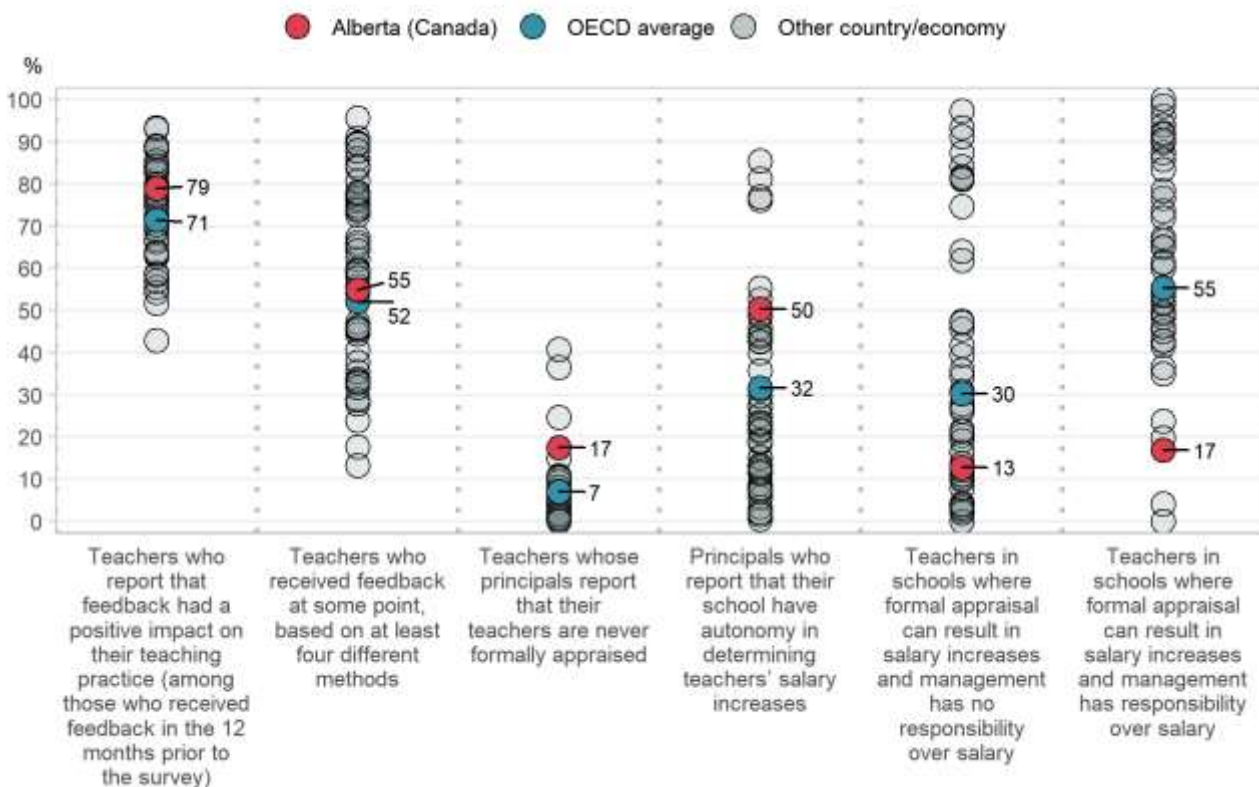 Alberta (Canada) OECD average Other country/economy
%
100
90
80
70
60
50
40
30
20
10
0
79
71
55
52
17
7
50
32
30
13
55
17
Teachers who
report that
feedback had a
positive impact on
their teaching
practice (among
those who received
feedback in the 12
months prior to
the survey)
Teachers who
received feedback
at some point,
based on at least
four different
methods
Teachers whose
principals report
that their
teachers are never
formally appraised
Principals who
report that their
school have
autonomy in
determining
teachers' salary
increases
Teachers in
schools where
formal appraisal
can result in
salary increases
and management
has no
responsibility
over salary
Teachers in
schools where
formal appraisal
can result in
salary increases
and management
has responsibility
over salary